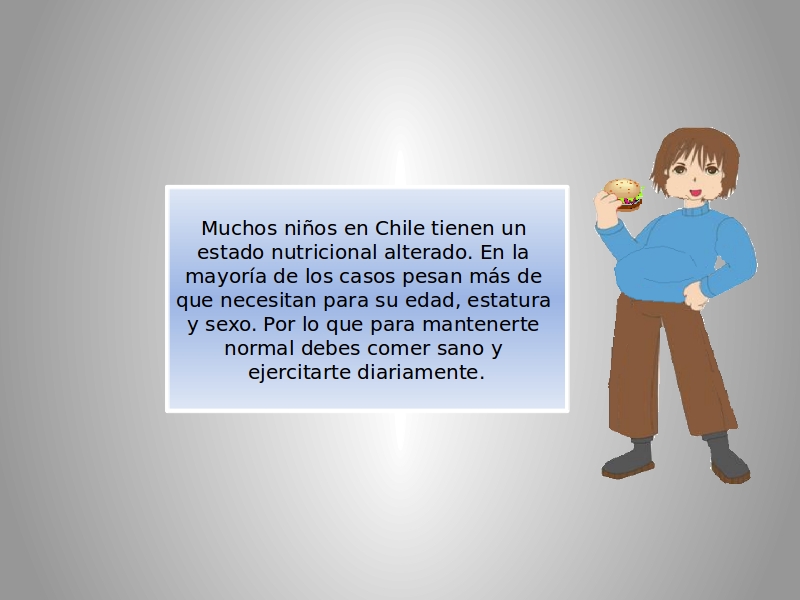 Muchos niños en Chile tienen un
estado nutricional alterado. En la
mayoría de los casos pesan más de
que necesitan para su edad, estatura
y sexo. Por lo que para mantenerte
normal debes comer sano y
ejercitarte diariamente.